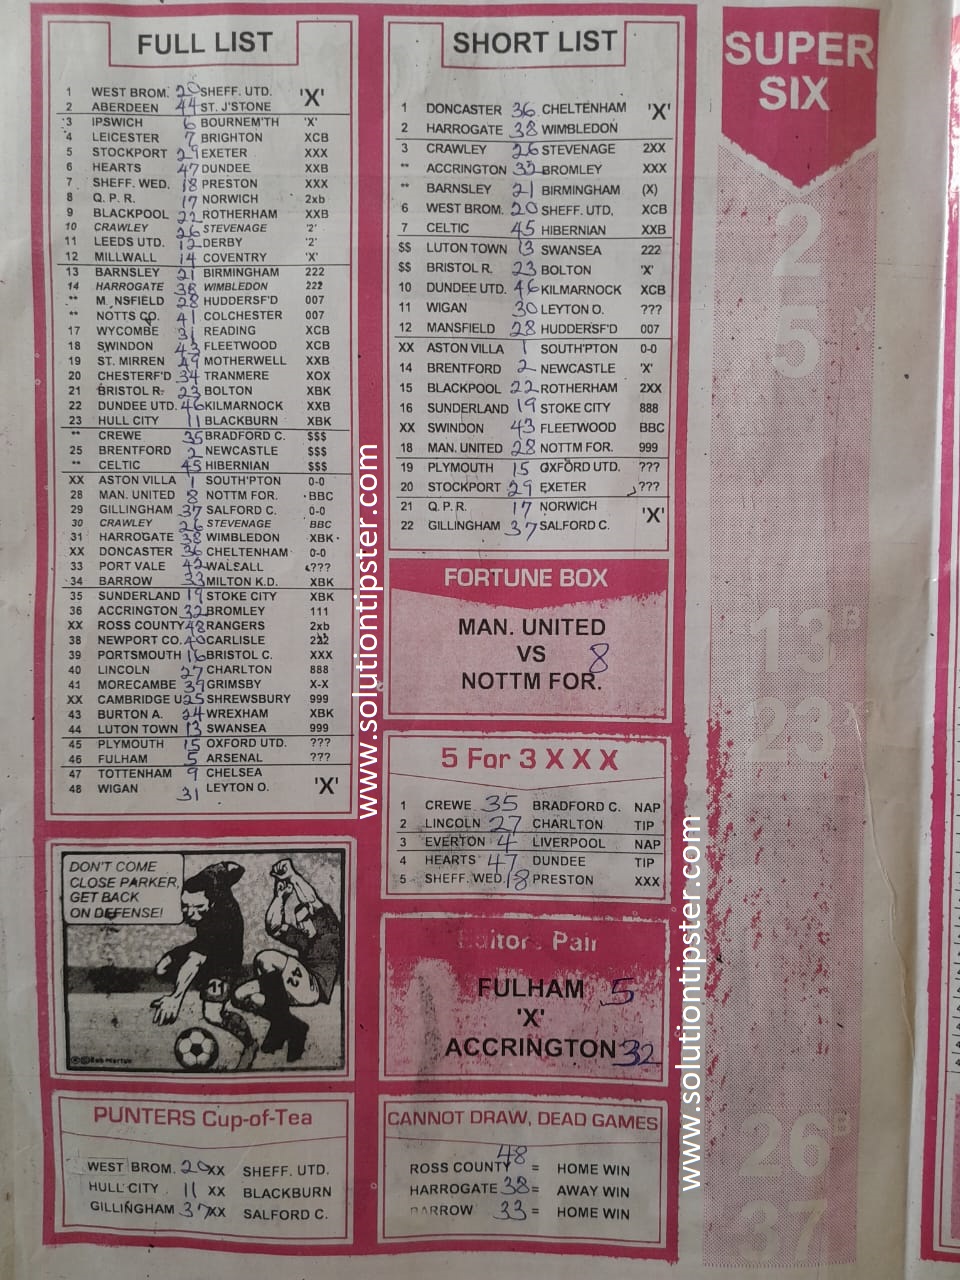 FULL LIST
1 WEST BROM. 20 SHEFF. UTD. 'X'
2 ABERDEEN 44 ST. J'STONE
3 IPSWICH 6 BOURNEM'TH 'X'
4 LEICESTER 7 BRIGHTON XCB
5 STOCKPORT 29 EXETER XXX
6 HEARTS 47 DUNDEE XXB
7 SHEFF. WED. 18 PRESTON XXX
8 Q. P. R. 17 NORWICH 2xb
9 BLACKPOOL 22 ROTHERHAM XXB
10 CRAWLEY 26 STEVENAGE '2'
11 LEEDS UTD. 12 DERBY '2'
12 MILLWALL 14 COVENTRY 'X'
13 BARNSLEY 21 BIRMINGHAM 222
14 HARROGATE 38 WIMBLEDON 222
** M NSFIELD 28 HUDDERSF'D 007
** NOTTS CO. 41 COLCHESTER 007
17 WYCOMBE 31 READING XCB
18 SWINDON 43 FLEETWOOD XCB
19 ST. MIRREN 49 MOTHERWELL XXB
20 CHESTERF'D 34 TRANMERE XOX
21 BRISTOL R. 23 BOLTON XBK
22 DUNDEE UTD. 46 KILMARNOCK XXB
23 HULL CITY 11 BLACKBURN XBK
** CREWE 35 BRADFORD C. $$$
25 BRENTFORD 2 NEWCASTLE $$$
** CELTIC 45 HIBERNIAN $$$
XX ASTON VILLA 1 SOUTH'PTON 0-0
28 MAN. UNITED 8 NOTTM FOR. BBC
29 GILLINGHAM 37 SALFORD C. 0-0
30 CRAWLEY 26 STEVENAGE BBC
31 HARROGATE 38 WIMBLEDON XBK
XX DONCASTER 36 CHELTENHAM 0-0
33 PORT VALE 42 WALSALL ???
34 BARROW 33 MILTON K.D. XBK
35 SUNDERLAND 19 STOKE CITY XBK
36 ACCRINGTON 32 BROMLEY 111
XX ROSS COUNTY 48 RANGERS 2xb
38 NEWPORT CO. 40 CARLISLE 222
39 PORTSMOUTH 16 BRISTOL C. XXX
40 LINCOLN 27 CHARLTON 888
41 MORECAMBE 39 GRIMSBY X-X
XX CAMBRIDGE U 25 SHREWSBURY 999
43 BURTON A. 24 WREXHAM XBK
44 LUTON TOWN 13 SWANSEA 999
45 PLYMOUTH 15 OXFORD UTD. ???
46 FULHAM 5 ARSENAL ???
47 TOTTENHAM 9 CHELSEA 'X'
48 WIGAN 31 LEYTON O.
DON'T COME
CLOSE PARKER,
GET BACK
ON DEFENSE!
11
PUNTERS Cup-of-Tea
WEST BROM. 20 XX SHEFF. UTD.
HULL CITY 11 XX BLACKBURN
GILLINGHAM 37 XX SALFORD C.
SHORT LIST
1 DONCASTER 36 CHELTENHAM 'X'
2 HARROGATE 38 WIMBLEDON
3 CRAWLEY 26 STEVENAGE 2XX
** ACCRINGTON 32 BROMLEY XXX
** BARNSLEY 21 BIRMINGHAM (X)
6 WEST BROM. 20 SHEFF. UTD. XCB
7 CELTIC 45 HIBERNIAN XXB
$$ LUTON TOWN 13 SWANSEA 222
$$ BRISTOL R. 23 BOLTON 'X'
10 DUNDEE UTD. 46 KILMARNOCK XCB
11 WIGAN 30 LEYTON O. ???
12 MANSFIELD 28 HUDDERSF'D 007
XX ASTON VILLA 1 SOUTH'PTON 0-0
14 BRENTFORD 2 NEWCASTLE 'X'
15 BLACKPOOL 22 ROTHERHAM 2XX
16 SUNDERLAND 19 STOKE CITY 888
XX SWINDON 43 FLEETWOOD BBC
18 MAN. UNITED 28 NOTTM FOR. 999
19 PLYMOUTH 15 OXFORD UTD. ???
20 STOCKPORT 29 EXETER ???
21 Q.P.R. 17 NORWICH 'X'
22 GILLINGHAM 37 SALFORD C.
FORTUNE BOX
MAN. UNITED
VS 8
NOTTM FOR.
5 For 3 X X X
1 CREWE 35 BRADFORD C. NAP
2 LINCOLN 27 CHARLTON TIP
3 EVERTON 4 LIVERPOOL NAP
4 HEARTS 47 DUNDEE TIP
5 SHEFF. WED. 18 PRESTON XXX
Editors Pair
FULHAM 5
'X'
ACCRINGTON 32
CANNOT DRAW, DEAD GAMES
ROSS COUNTY 48 = HOME WIN
HARROGATE 38 = AWAY WIN
BARROW 33 = HOME WIN
SUPER
SIX
2
5 X
13 B
23 X
26 B
37
www.solutiontipster.com
www.solutiontipster.com